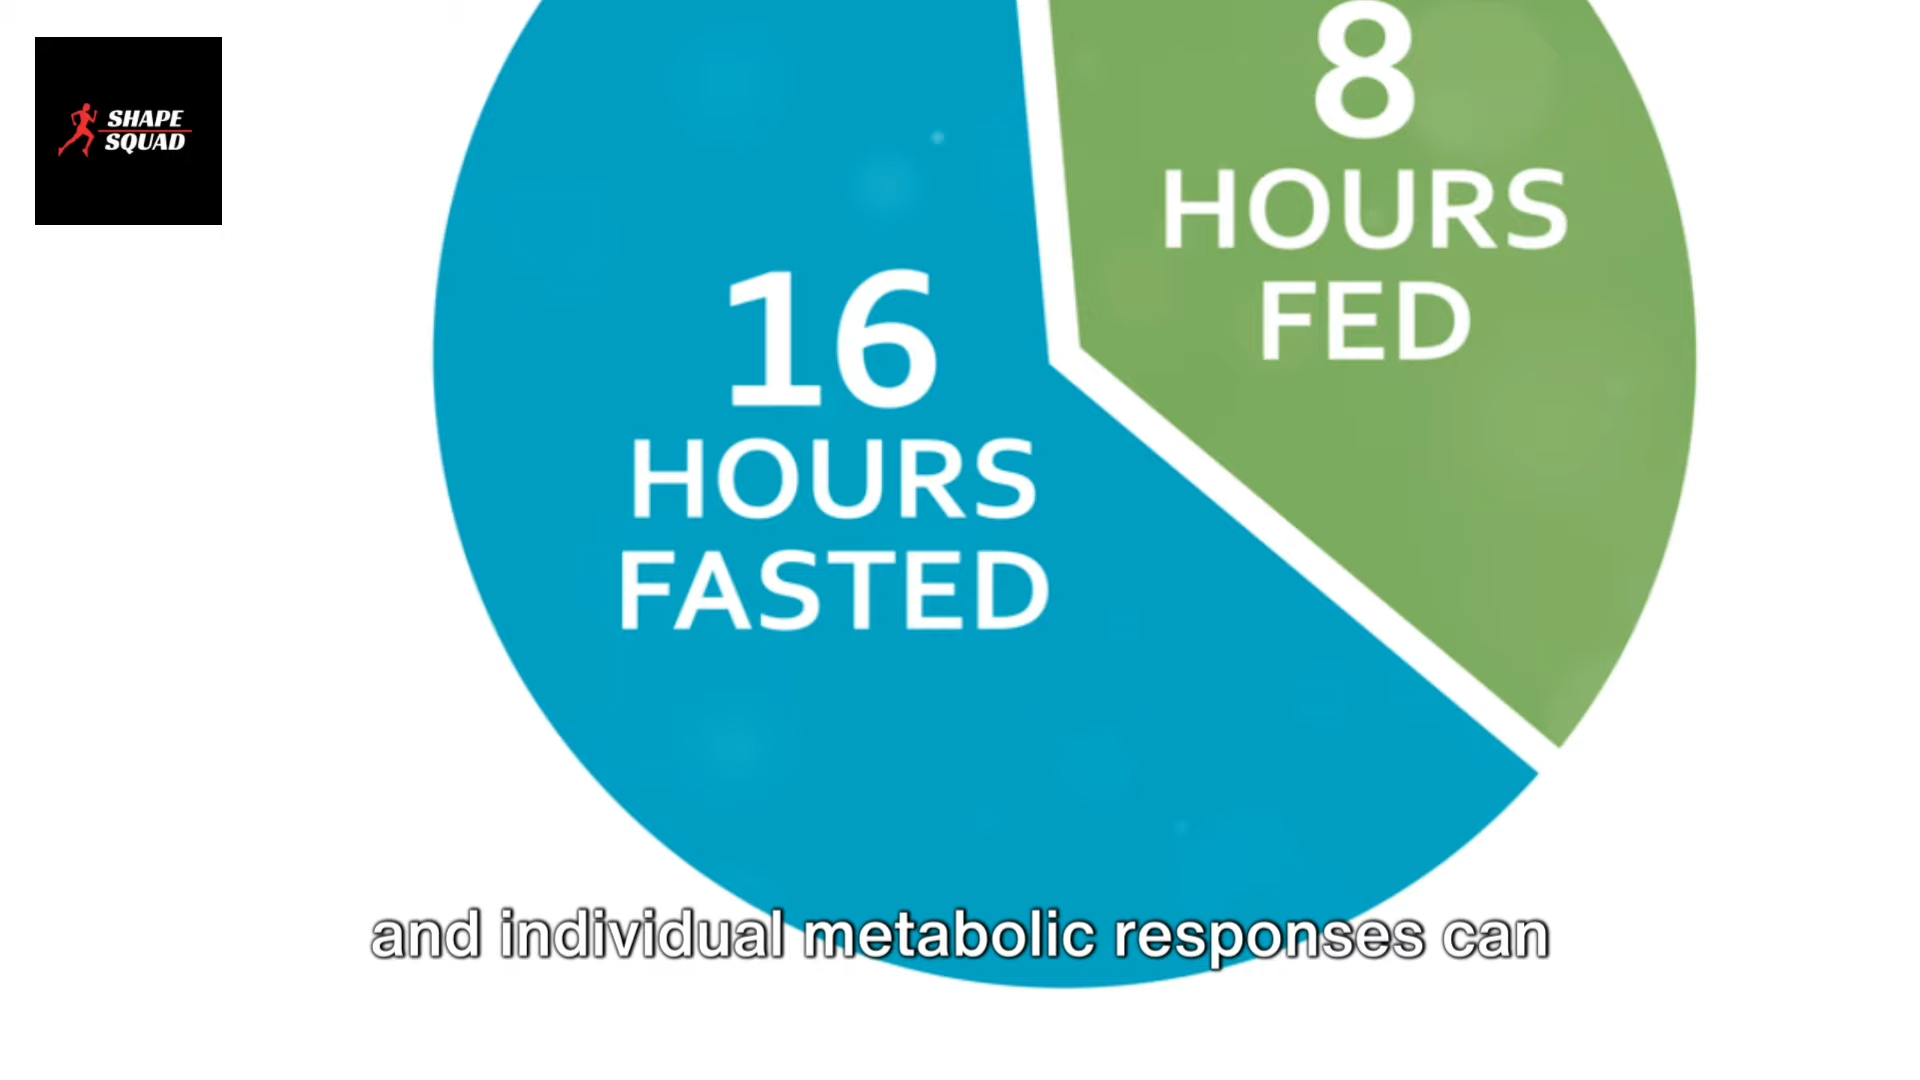 SHAPE
SQUAD
8
HOURS
FED
16
HOURS
FASTED
and individual metabolic responses can